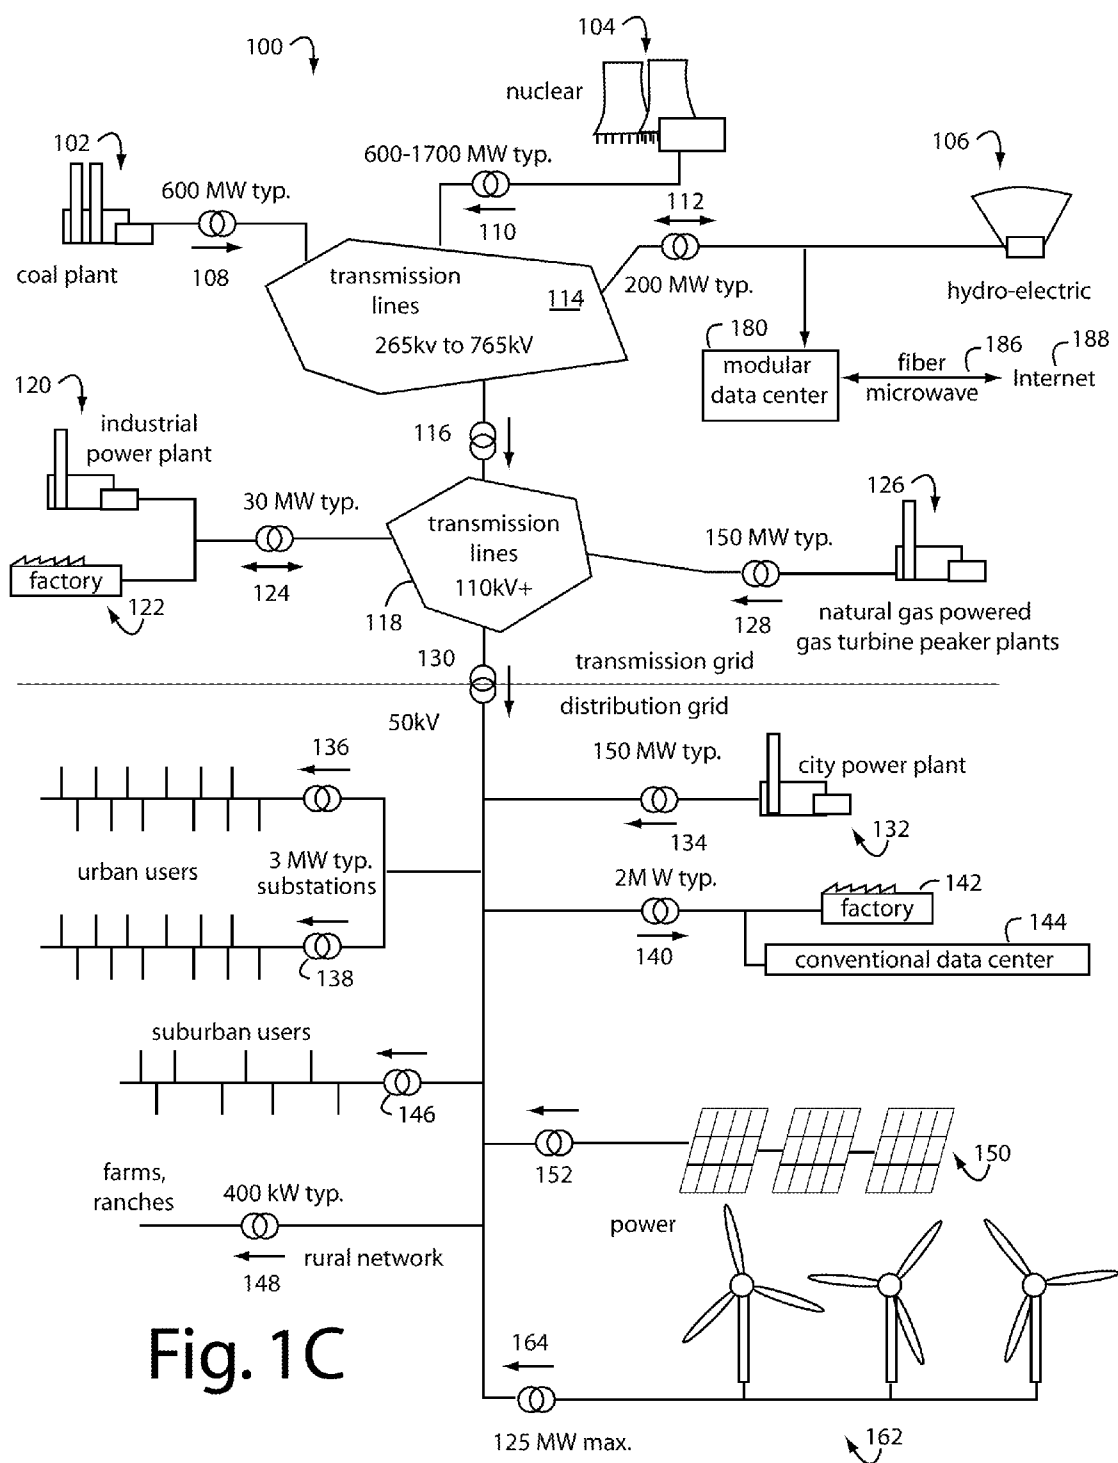 100
104
nuclear
102
106
600-1700 MW typ.
600 MW typ.
112
110
108
coal plant
transmission
lines
114
265kv to 765kV
200 MW typ.
hydro-electric
180
modular
data center
fiber
microwave
186
188
Internet
120
industrial
power plant
116
30 MW typ.
126
transmission
lines
110kV+
150 MW typ.
factory
122
124
118
128
natural gas powered
gas turbine peaker plants
130
transmission grid
distribution grid
50kV
136
150 MW typ.
city power plant
134
132
urban users
3 MW typ.
substations
2M W typ.
142
factory
144
138
140
conventional data center
suburban users
146
152
150
farms,
ranches
400 kW typ.
power
148
rural network
164
Fig. 1C
125 MW max.
162